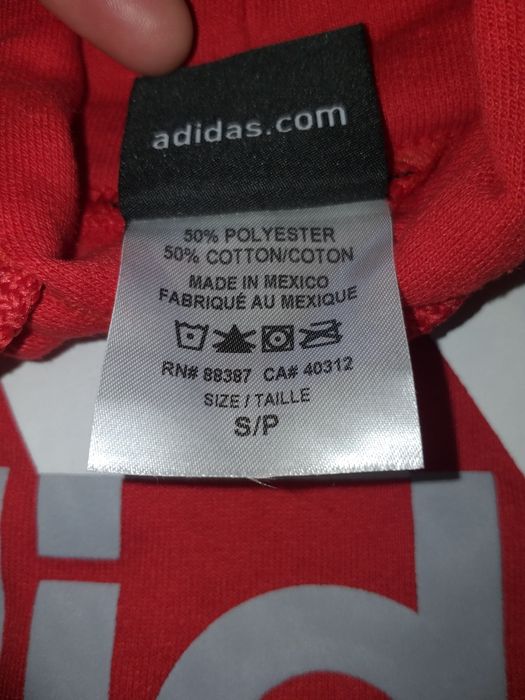 adidas.com
50% POLYESTER
50% COTTON/COTON
MADE IN MEXICO
FABRIQUÉ AU MEXIQUE
RN# 88387 CA# 40312
SIZE / TAILLE
S/P
id